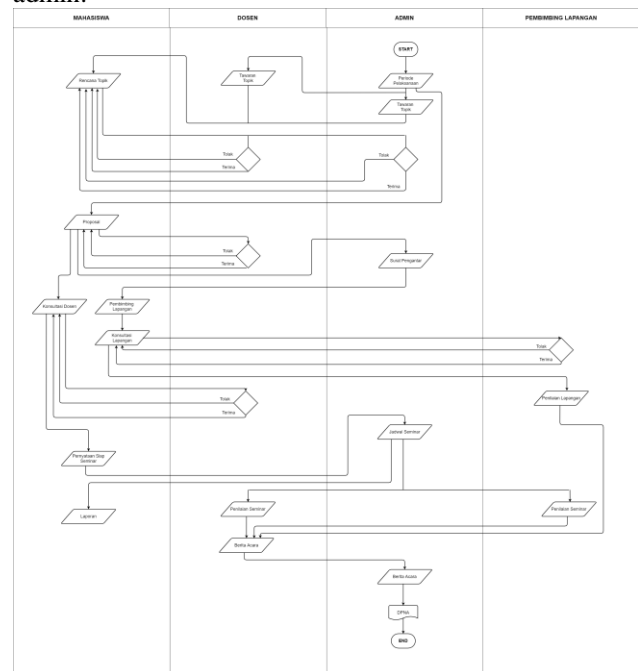 admin.
MAHASISWA
DOSEN
ADMIN
PEMBIMBING LAPANGAN
START
Rencana Topik
Tawaran
Topik
Periode
Pelaksanaan
Tawaran
Topik
Tolak
Terima
Tolak
Terima
Proposal
Tolak
Terima
Surat Pengantar
Konsultasi Dosen
Pembimbing
Lapangan
Konsultasi
Lapangan
Tolak
Terima
Penilaian Lapangan
Tolak
Terima
Jadwal Seminar
Pernyataan Siap
Seminar
Laporan
Penilaian Seminar
Penilaian Seminar
Berita Acara
Berita Acara
DPNA
END